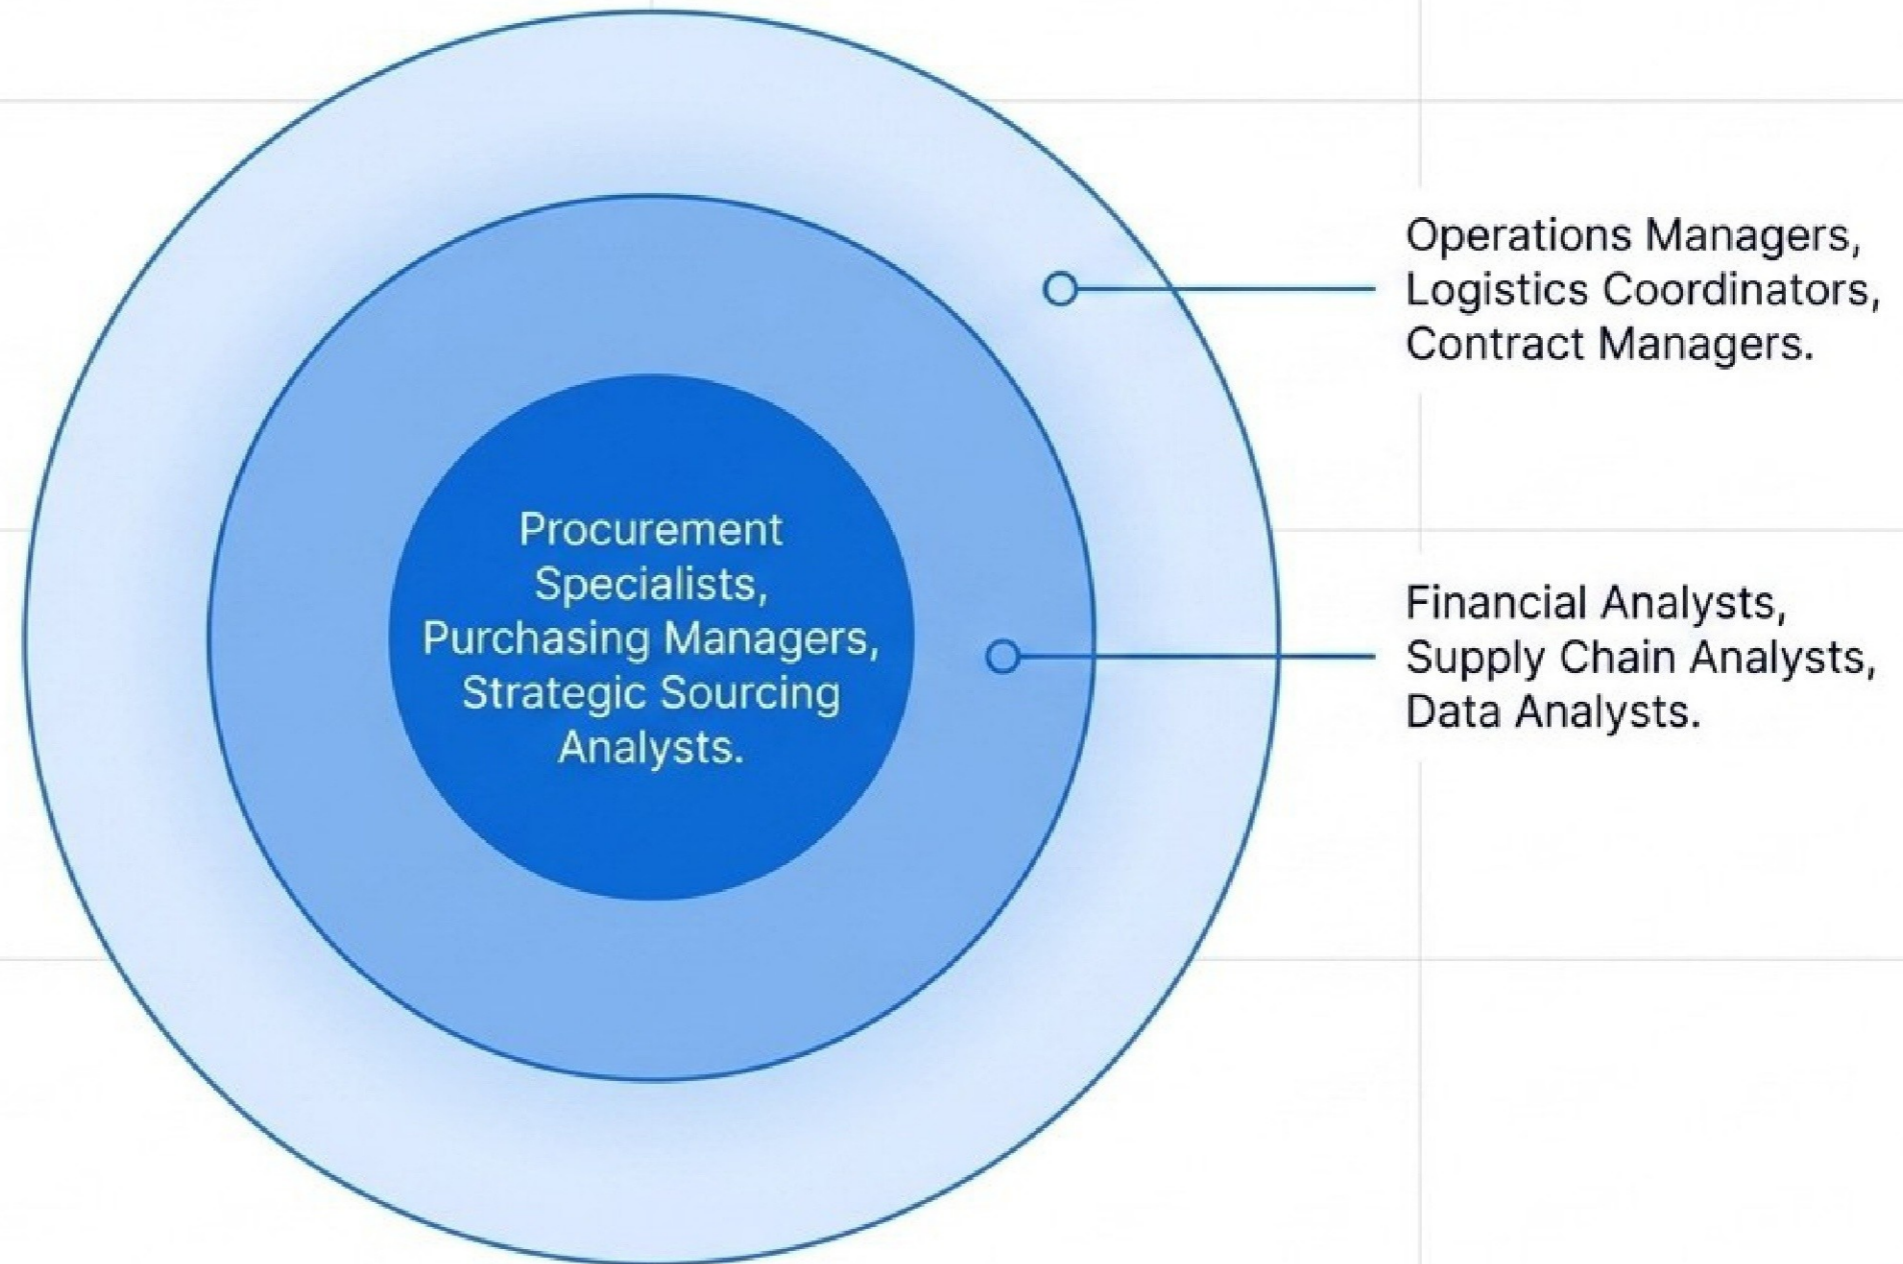 Operations Managers,
Logistics Coordinators,
Contract Managers.
Procurement
Specialists,
Purchasing Managers,
Strategic Sourcing
Analysts.
Financial Analysts,
Supply Chain Analysts,
Data Analysts.